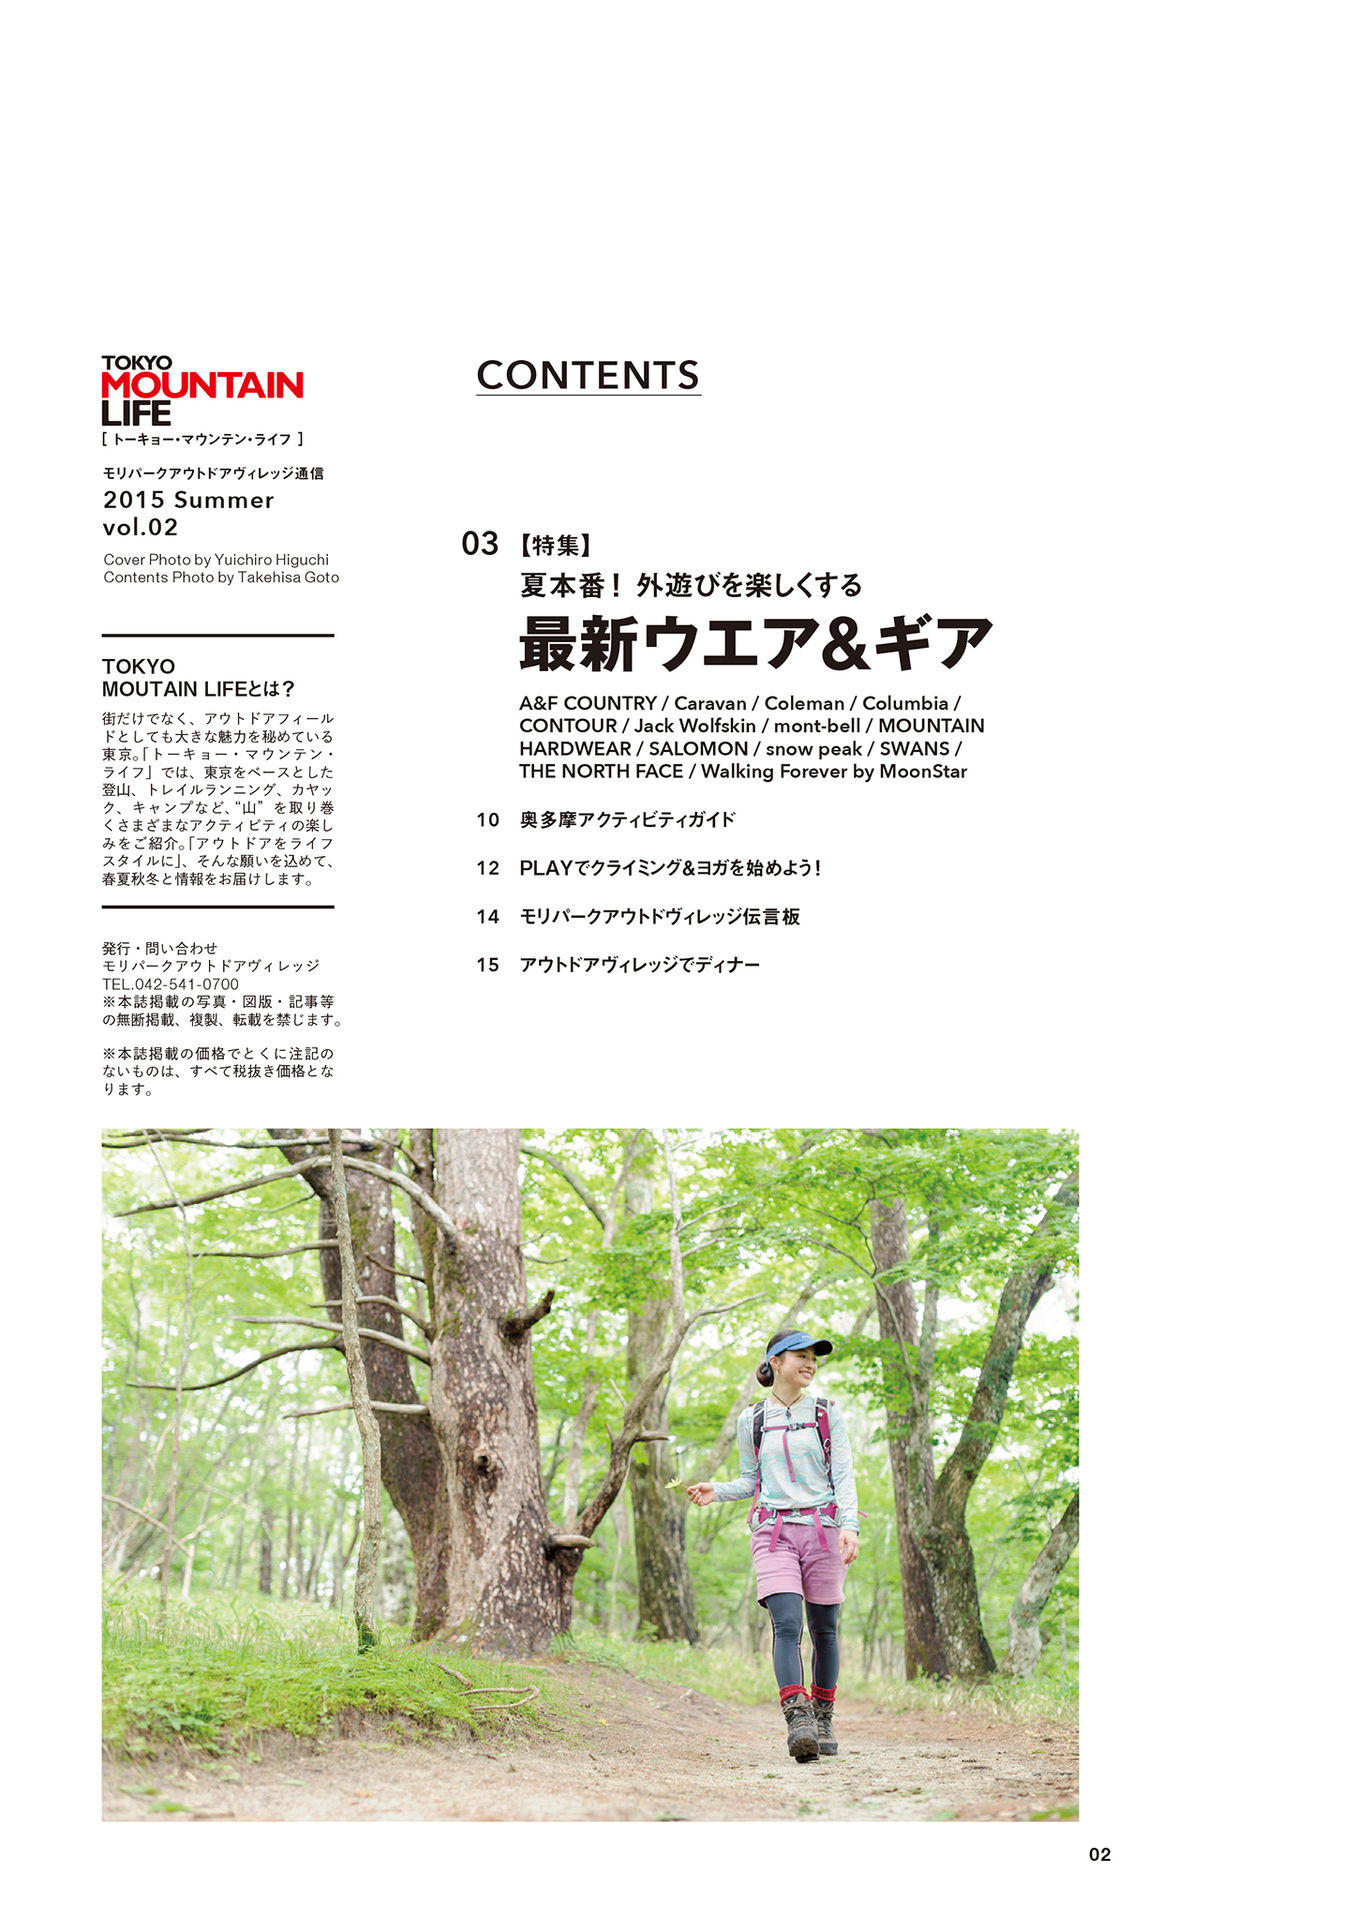 TOKYO
MOUNTAIN
LIFE
[ トーキョー・マウンテン・ライフ ]
モリパークアウトドアヴィレッジ通信
2015 Summer
vol.02
Cover Photo by Yuichiro Higuchi
Contents Photo by Takehisa Goto
TOKYO
MOUTAIN LIFEとは?
街だけでなく、アウトドアフィール
ドとしても大きな魅力を秘めている
東京。「トーキョー・マウンテン・
ライフ」では、東京をベースとした
登山、トレイルランニング、カヤッ
ク、キャンプなど、“山”を取り巻
くさまざまなアクティビティの楽し
みをご紹介。「アウトドアをライフ
スタイルに」、そんな願いを込めて、
春夏秋冬と情報をお届けします。
発行・問い合わせ
モリパークアウトドアヴィレッジ
TEL.042-541-0700
※本誌掲載の写真・図版・記事等
の無断掲載、複製、転載を禁じます。
※本誌掲載の価格でとくに注記の
ないものは、すべて税抜き価格とな
ります。
CONTENTS
03 【特集】
夏本番! 外遊びを楽しくする
最新ウエア&ギア
A&F COUNTRY / Caravan / Coleman / Columbia /
CONTOUR / Jack Wolfskin / mont-bell / MOUNTAIN
HARDWEAR / SALOMON / snow peak / SWANS /
THE NORTH FACE / Walking Forever by MoonStar
10 奥多摩アクティビティガイド
12 PLAYでクライミング&ヨガを始めよう!
14 モリパークアウトドヴィレッジ伝言板
15 アウトドアヴィレッジでディナー
02